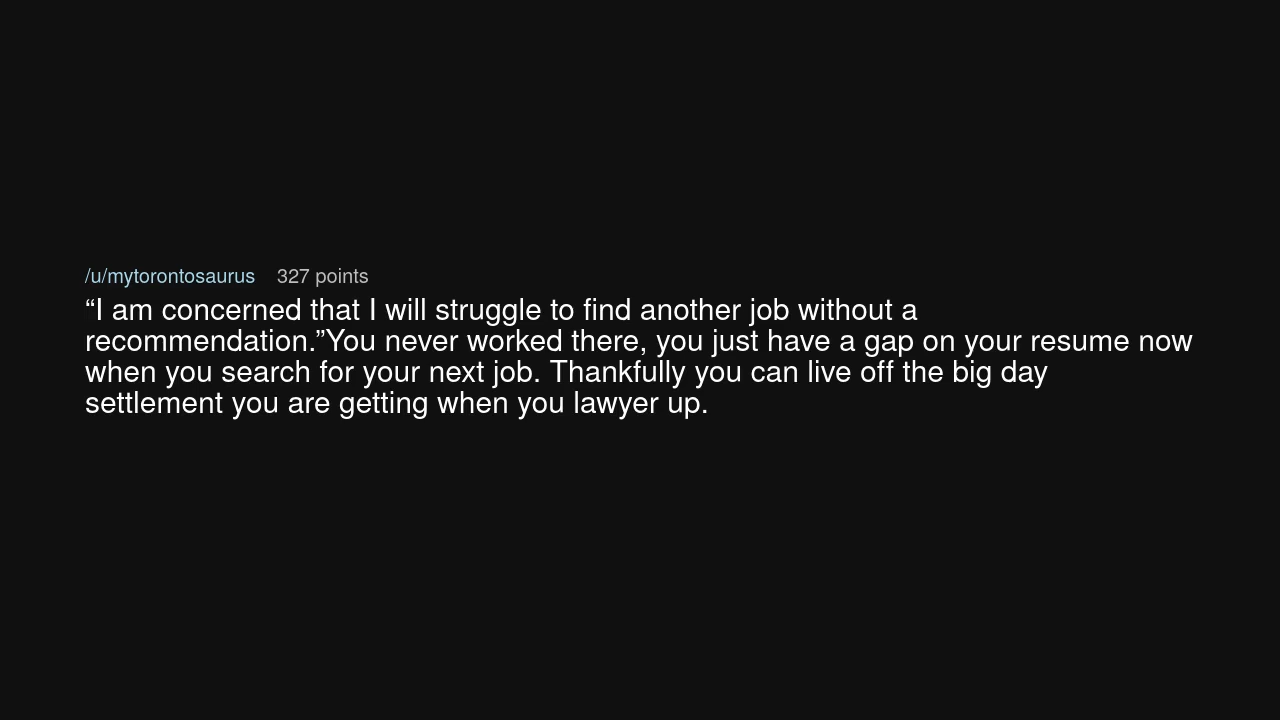 /u/mytorontosaurus 327 points
“I am concerned that I will struggle to find another job without a
recommendation.”You never worked there, you just have a gap on your resume now
when you search for your next job. Thankfully you can live off the big day
settlement you are getting when you lawyer up.